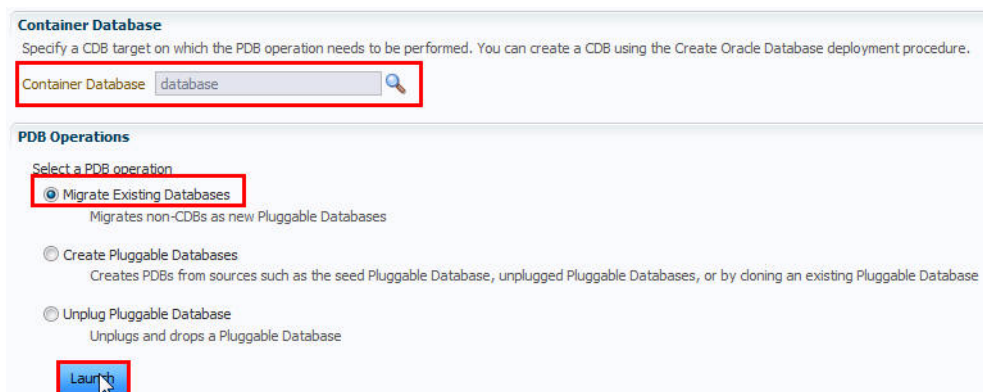 Container Database
Specify a CDB target on which the PDB operation needs to be performed. You can create a CDB using the Create Oracle Database deployment procedure.
Container Database database
PDB Operations
Select a PDB operation
Migrate Existing Databases
Migrates non-CDBs as new Pluggable Databases
Create Pluggable Databases
Creates PDBs from sources such as the seed Pluggable Database, unplugged Pluggable Databases, or by cloning an existing Pluggable Database
Unplug Pluggable Database
Unplugs and drops a Pluggable Database
Launch